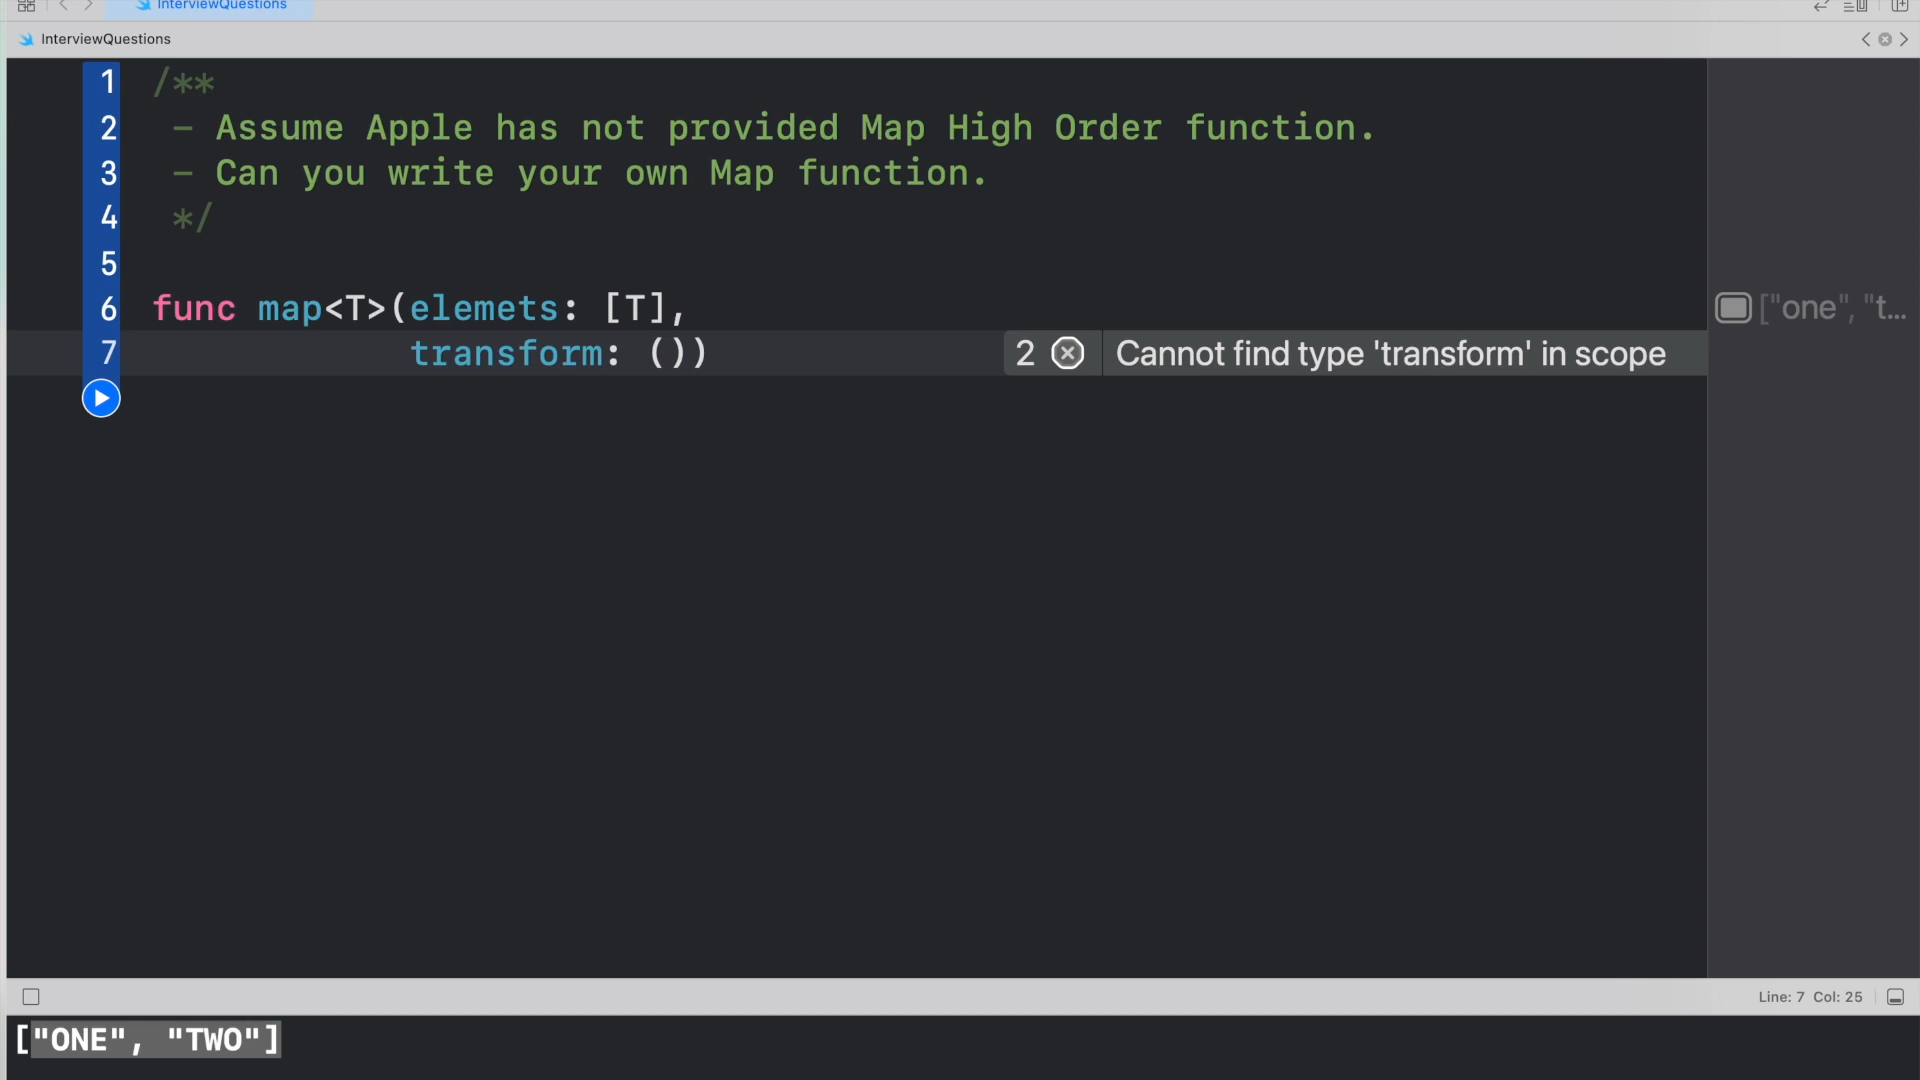 InterviewQuestions
InterviewQuestions
1 /**
2 - Assume Apple has not provided Map High Order function.
3 - Can you write your own Map function.
4 */
5
6 func map<T>(elemets: [T],
["one", "t...
7 transform: ())
2 Cannot find type 'transform' in scope
Line: 7 Col: 25
["ONE", "TWO"]